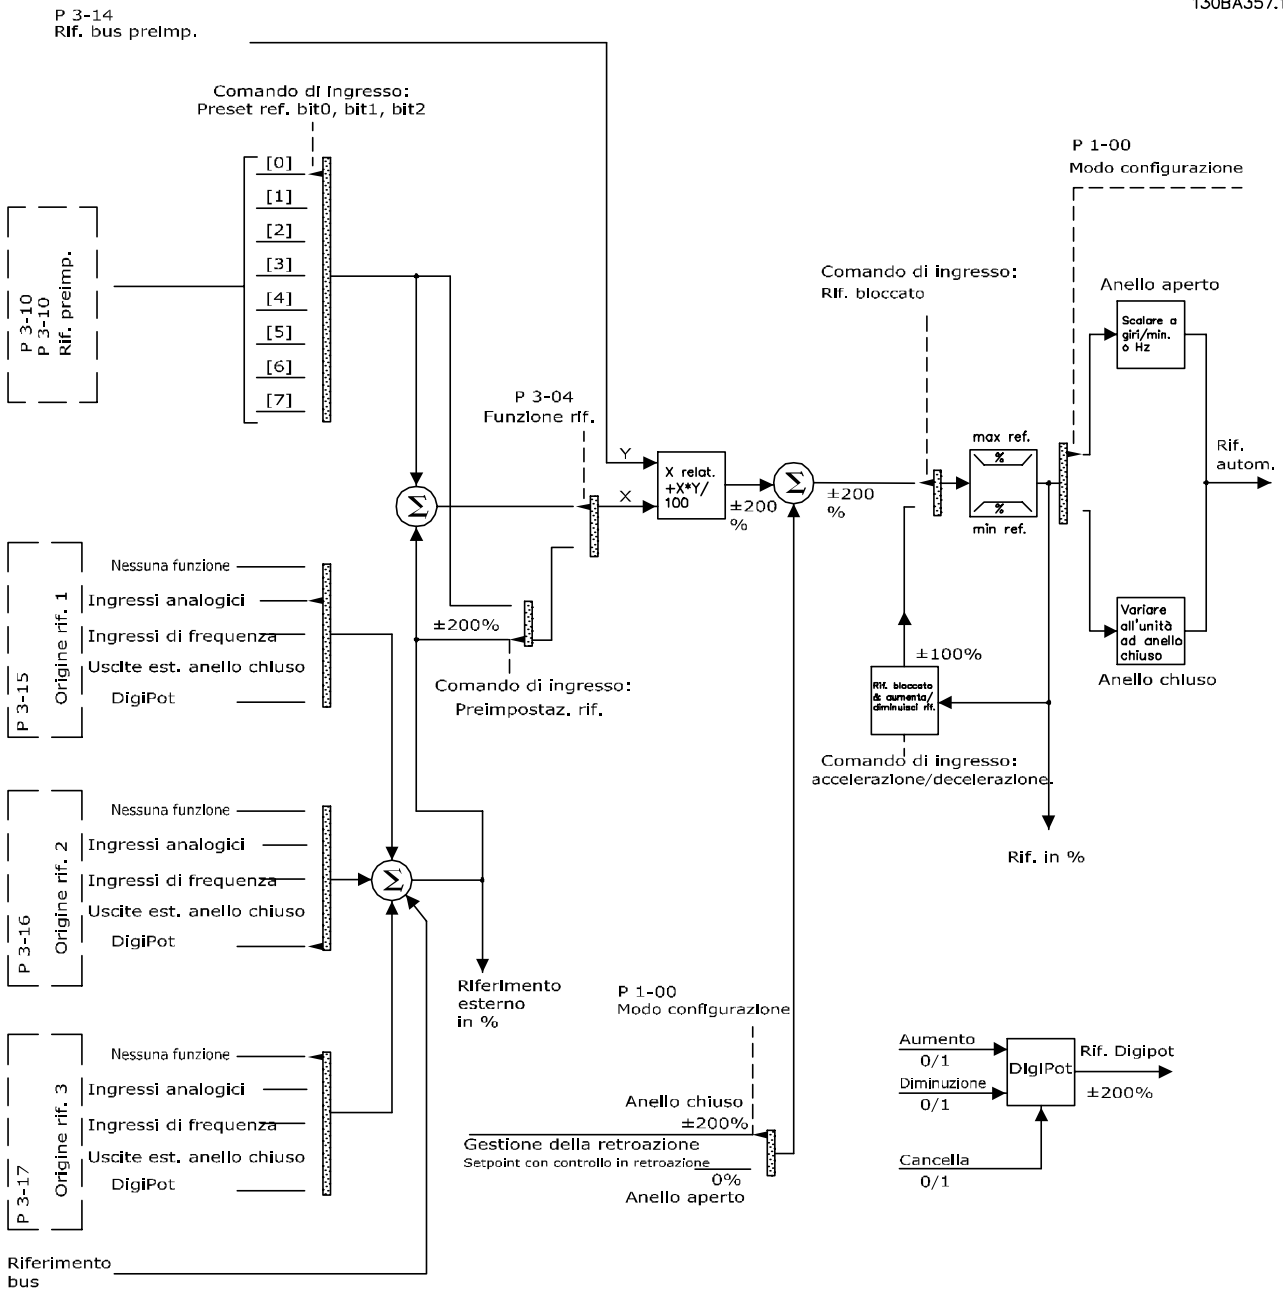 130BA357.1
P 3-14
Rif. bus preimp.
Comando di ingresso:
Preset ref. bit0, bit1, bit2
[0]
[1]
[2]
[3]
[4]
[5]
[6]
[7]
P 3-10
P 3-10
Rif. preimp.
P 1-00
Modo configurazione
Comando di ingresso:
Rif. bloccato
Anello aperto
Scalare a
giri/min.
o Hz
P 3-04
Funzione rif.
Y
X
X relat.
+X*Y/
100
±200
%
±200
%
max ref.
%
%
min ref.
Rif.
autom.
Σ
Σ
P 3-15
Origine rif. 1
Nessuna funzione
Ingressi analogici
Ingressi di frequenza
Uscite est. anello chiuso
DigiPot
±200%
Comando di ingresso:
Preimpostaz. rif.
±100%
Rif. bloccato
& aumenta/
diminuisci rif.
Comando di ingresso:
accelerazione/decelerazione.
Variare
all'unità
ad anello
chiuso
Anello chiuso
Rif. in %
P 3-16
Origine rif. 2
Nessuna funzione
Ingressi analogici
Ingressi di frequenza
Uscite est. anello chiuso
DigiPot
Σ
Riferimento
esterno
in %
P 1-00
Modo configurazione
P 3-17
Origine rif. 3
Nessuna funzione
Ingressi analogici
Ingressi di frequenza
Uscite est. anello chiuso
DigiPot
Anello chiuso
±200%
Gestione della retroazione
Setpoint con controllo in retroazione
0%
Anello aperto
Aumento
0/1
Diminuzione
0/1
Cancella
0/1
DigiPot
Rif. Digipot
±200%
Riferimento
bus